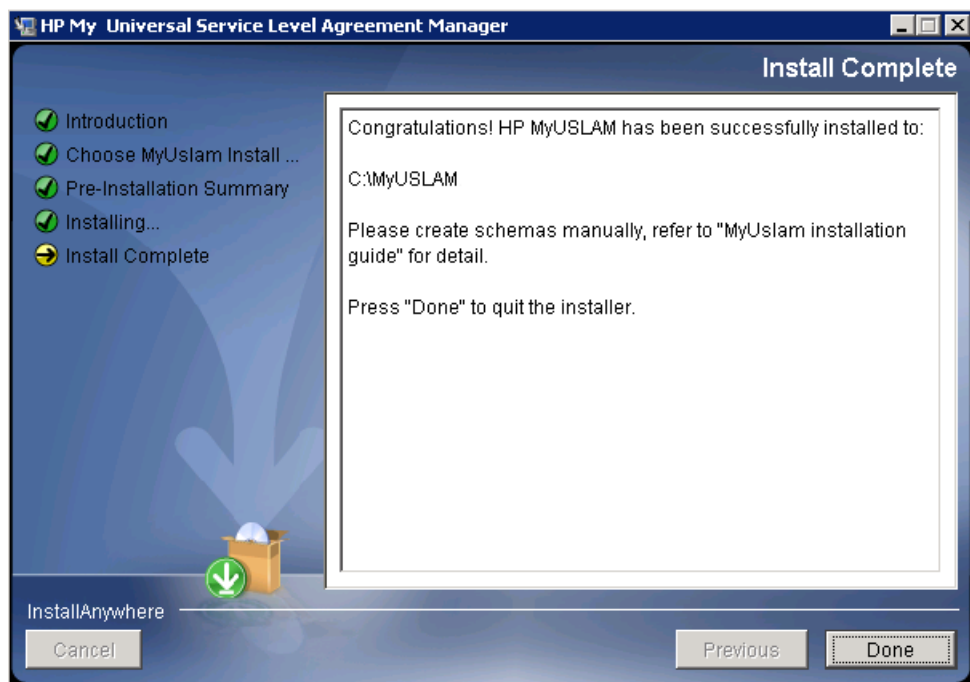 HP My Universal Service Level Agreement Manager
Install Complete
Introduction
Choose MyUslam Install ...
Pre-Installation Summary
Installing...
Install Complete
Congratulations! HP MyUSLAM has been successfully installed to:
C:\MyUSLAM
Please create schemas manually, refer to "MyUslam installation
guide" for detail.
Press "Done" to quit the installer.
InstallAnywhere
Cancel
Previous
Done